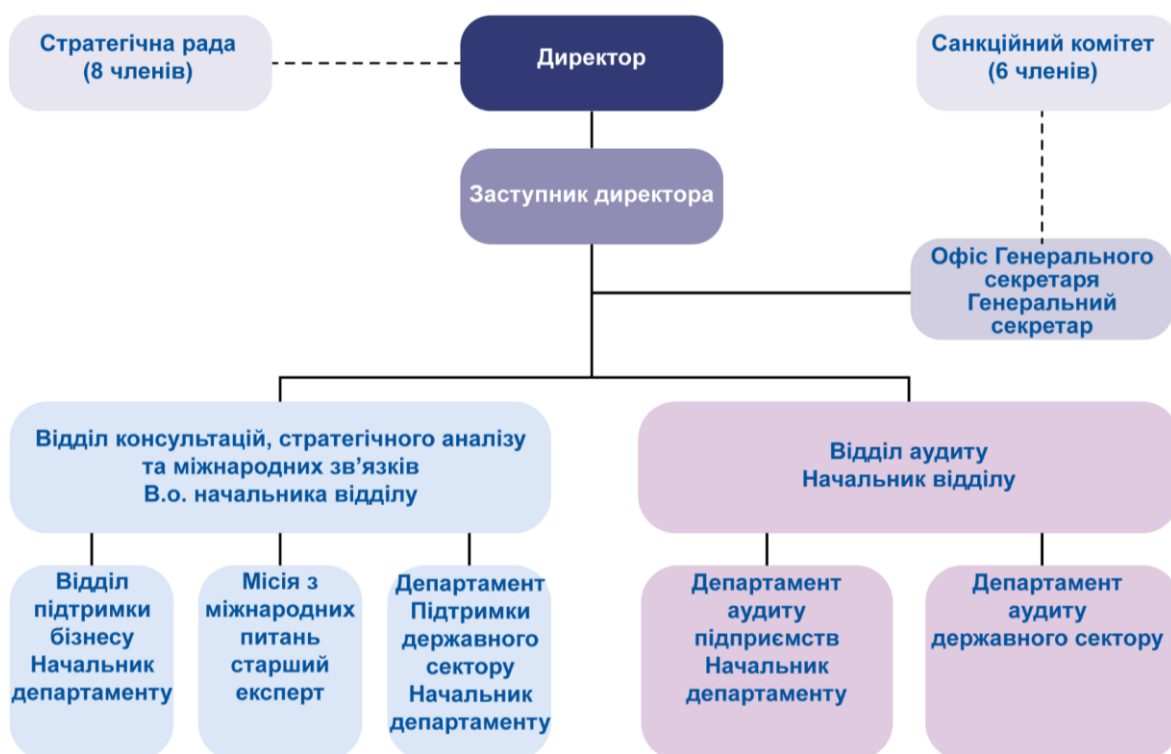 Стратегічна рада
(8 членів)
Директор
Санкційний комітет
(6 членів)
Заступник директора
Офіс Генерального
секретаря
Генеральний
секретар
Відділ консультацій, стратегічного аналізу
та міжнародних зв’язків
В.о. начальника відділу
Відділ аудиту
Начальник відділу
Відділ
підтримки
бізнесу
Начальник
департаменту
Місія з
міжнародних
питань
старший
експерт
Департамент
Підтримки
державного
сектору
Начальник
департаменту
Департамент
аудиту
підприємств
Начальник
департаменту
Департамент
аудиту
державного сектору